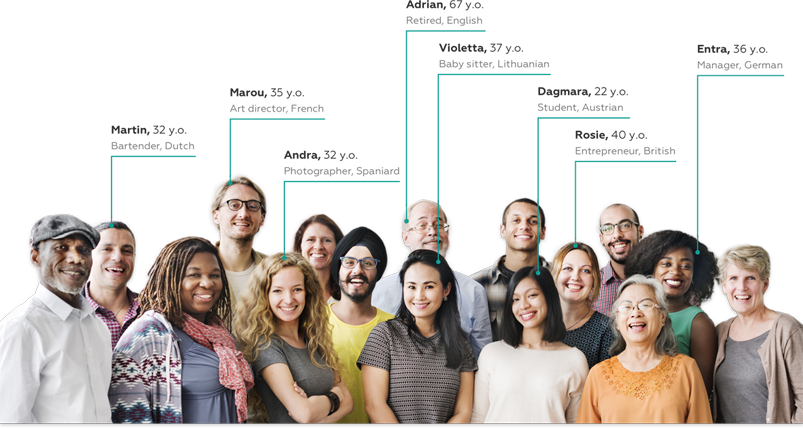 Adrian, 67 y.o.
Retired, English
Violetta, 37 y.o.
Baby sitter, Lithuanian
Entra, 36 y.o.
Manager, German
Marou, 35 y.o.
Art director, French
Dagmara, 22 y.o.
Student, Austrian
Martin, 32 y.o.
Bartender, Dutch
Rosie, 40 y.o.
Entrepreneur, British
Andra, 32 y.o.
Photographer, Spaniard